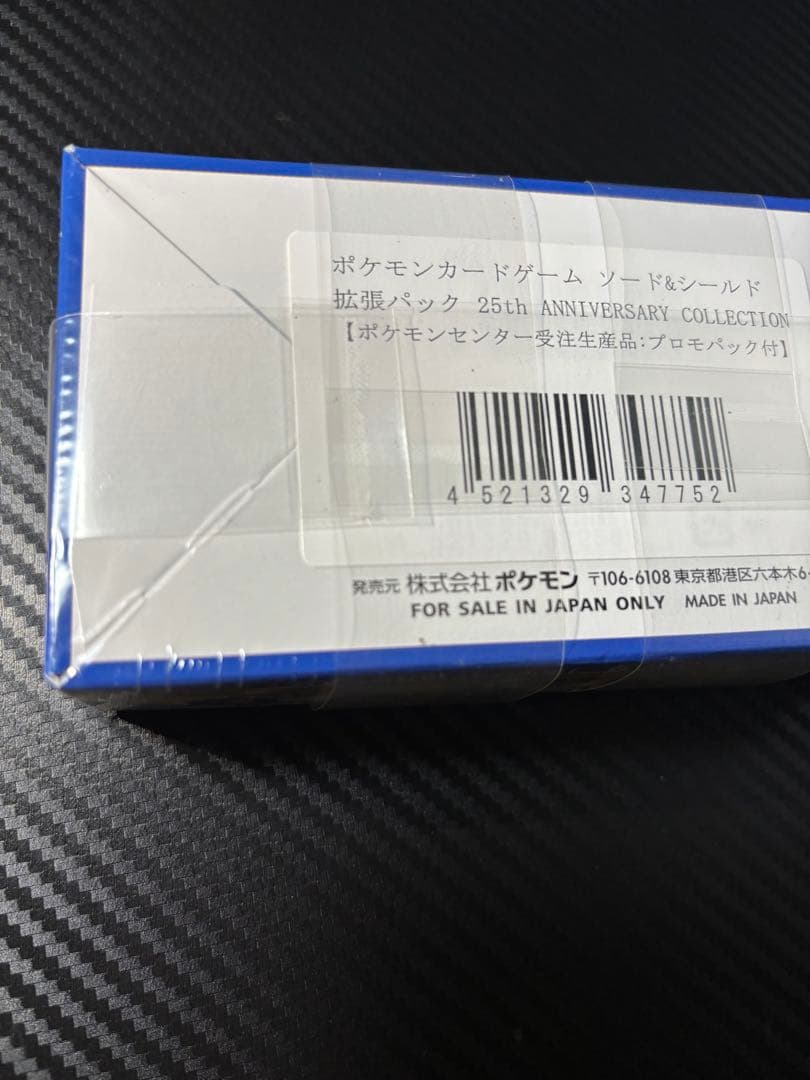 ポケモンカードゲーム ソード&シールド
拡張パック 25th ANNIVERSARY COLLECTION
【ポケモンセンター受注生産品:プロモパック付】
4 521329 347752
発売元 株式会社ポケモン 〒106-6108 東京都港区六本木6-
FOR SALE IN JAPAN ONLY MADE IN JAPAN